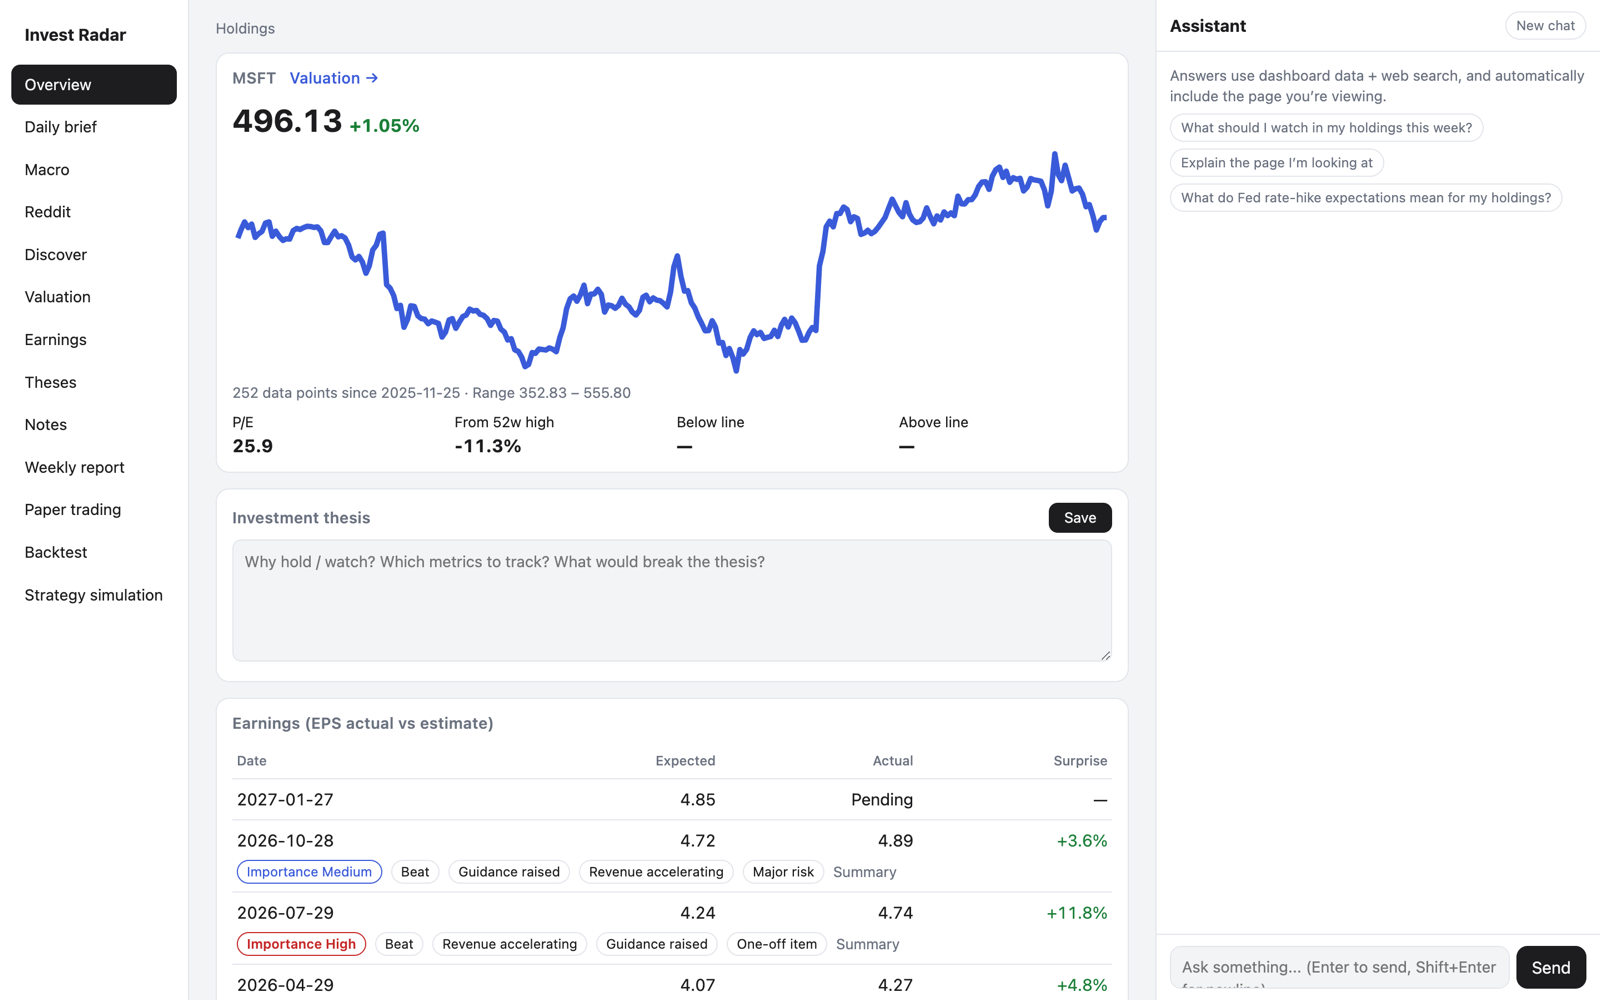 Invest Radar
Overview
Daily brief
Macro
Reddit
Discover
Valuation
Earnings
Theses
Notes
Weekly report
Paper trading
Backtest
Strategy simulation
Holdings
MSFT Valuation →
496.13 +1.05%
252 data points since 2025-11-25 · Range 352.83 – 555.80
P/E From 52w high Below line Above line
25.9 -11.3% — —
Investment thesis Save
Why hold / watch? Which metrics to track? What would break the thesis?
Earnings (EPS actual vs estimate)
Date Expected Actual Surprise
2027-01-27 4.85 Pending —
2026-10-28 4.72 4.89 +3.6%
Importance Medium Beat Guidance raised Revenue accelerating Major risk Summary
2026-07-29 4.24 4.74 +11.8%
Importance High Beat Revenue accelerating Guidance raised One-off item Summary
2026-04-29 4.07 4.27 +4.8%
Assistant New chat
Answers use dashboard data + web search, and automatically
include the page you’re viewing.
What should I watch in my holdings this week?
Explain the page I’m looking at
What do Fed rate-hike expectations mean for my holdings?
Ask something... (Enter to send, Shift+Enter
for newline)
Send